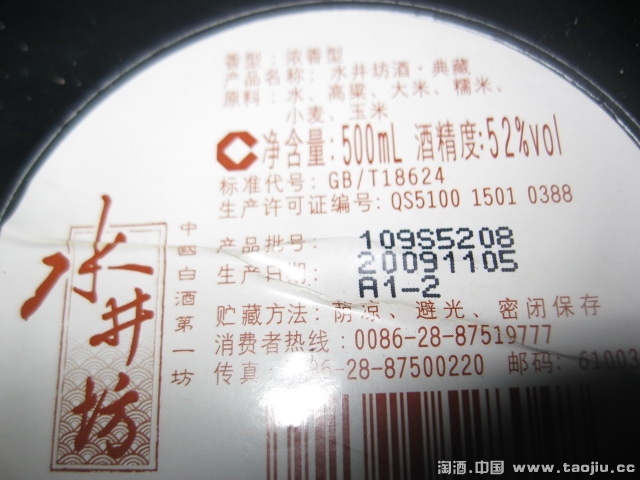 香型：浓香型
产品名称：水井坊酒·典藏
原料：水、高粱、大米、糯米、
小麦、玉米
净含量:500mL 酒精度:52%vol
标准代号：GB/T18624
生产许可证编号：QS5100 1501 0388
产品批号：109S5208
生产日期：20091105
A1-2
贮藏方法：阴凉、避光、密闭保存
消费者热线：0086-28-87519777
传真 86-28-87500220 邮码：61003
水井坊
中国白酒第一坊
淘酒.中国 www.taojiu.cc